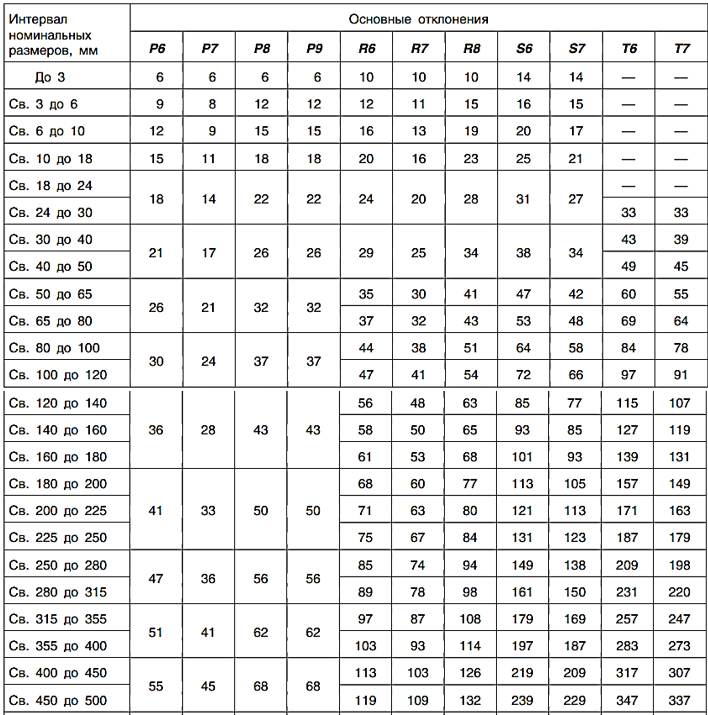 Интервал номинальных размеров, мм Основные отклонения
P6 P7 P8 P9 R6 R7 R8 S6 S7 T6 T7
До 3 6 6 6 6 10 10 10 14 14 — —
Св. 3 до 6 9 8 12 12 12 11 15 16 15 — —
Св. 6 до 10 12 9 15 15 16 13 19 20 17 — —
Св. 10 до 18 15 11 18 18 20 16 23 25 21 — —
Св. 18 до 24 18 14 22 22 24 20 28 31 27 — —
Св. 24 до 30 33 33
Св. 30 до 40 21 17 26 26 29 25 34 38 34 43 39
Св. 40 до 50 49 45
Св. 50 до 65 26 21 32 32 35 30 41 47 42 60 55
Св. 65 до 80 37 32 43 53 48 69 64
Св. 80 до 100 30 24 37 37 44 38 51 64 58 84 78
Св. 100 до 120 47 41 54 72 66 97 91
Св. 120 до 140 56 48 63 85 77 115 107
Св. 140 до 160 36 28 43 43 58 50 65 93 85 127 119
Св. 160 до 180 61 53 68 101 93 139 131
Св. 180 до 200 68 60 77 113 105 157 149
Св. 200 до 225 41 33 50 50 71 63 80 121 113 171 163
Св. 225 до 250 75 67 84 131 123 187 179
Св. 250 до 280 47 36 56 56 85 74 94 149 138 209 198
Св. 280 до 315 89 78 98 161 150 231 220
Св. 315 до 355 51 41 62 62 97 87 108 179 169 257 247
Св. 355 до 400 103 93 114 197 187 283 273
Св. 400 до 450 55 45 68 68 113 103 126 219 209 317 307
Св. 450 до 500 119 109 132 239 229 347 337